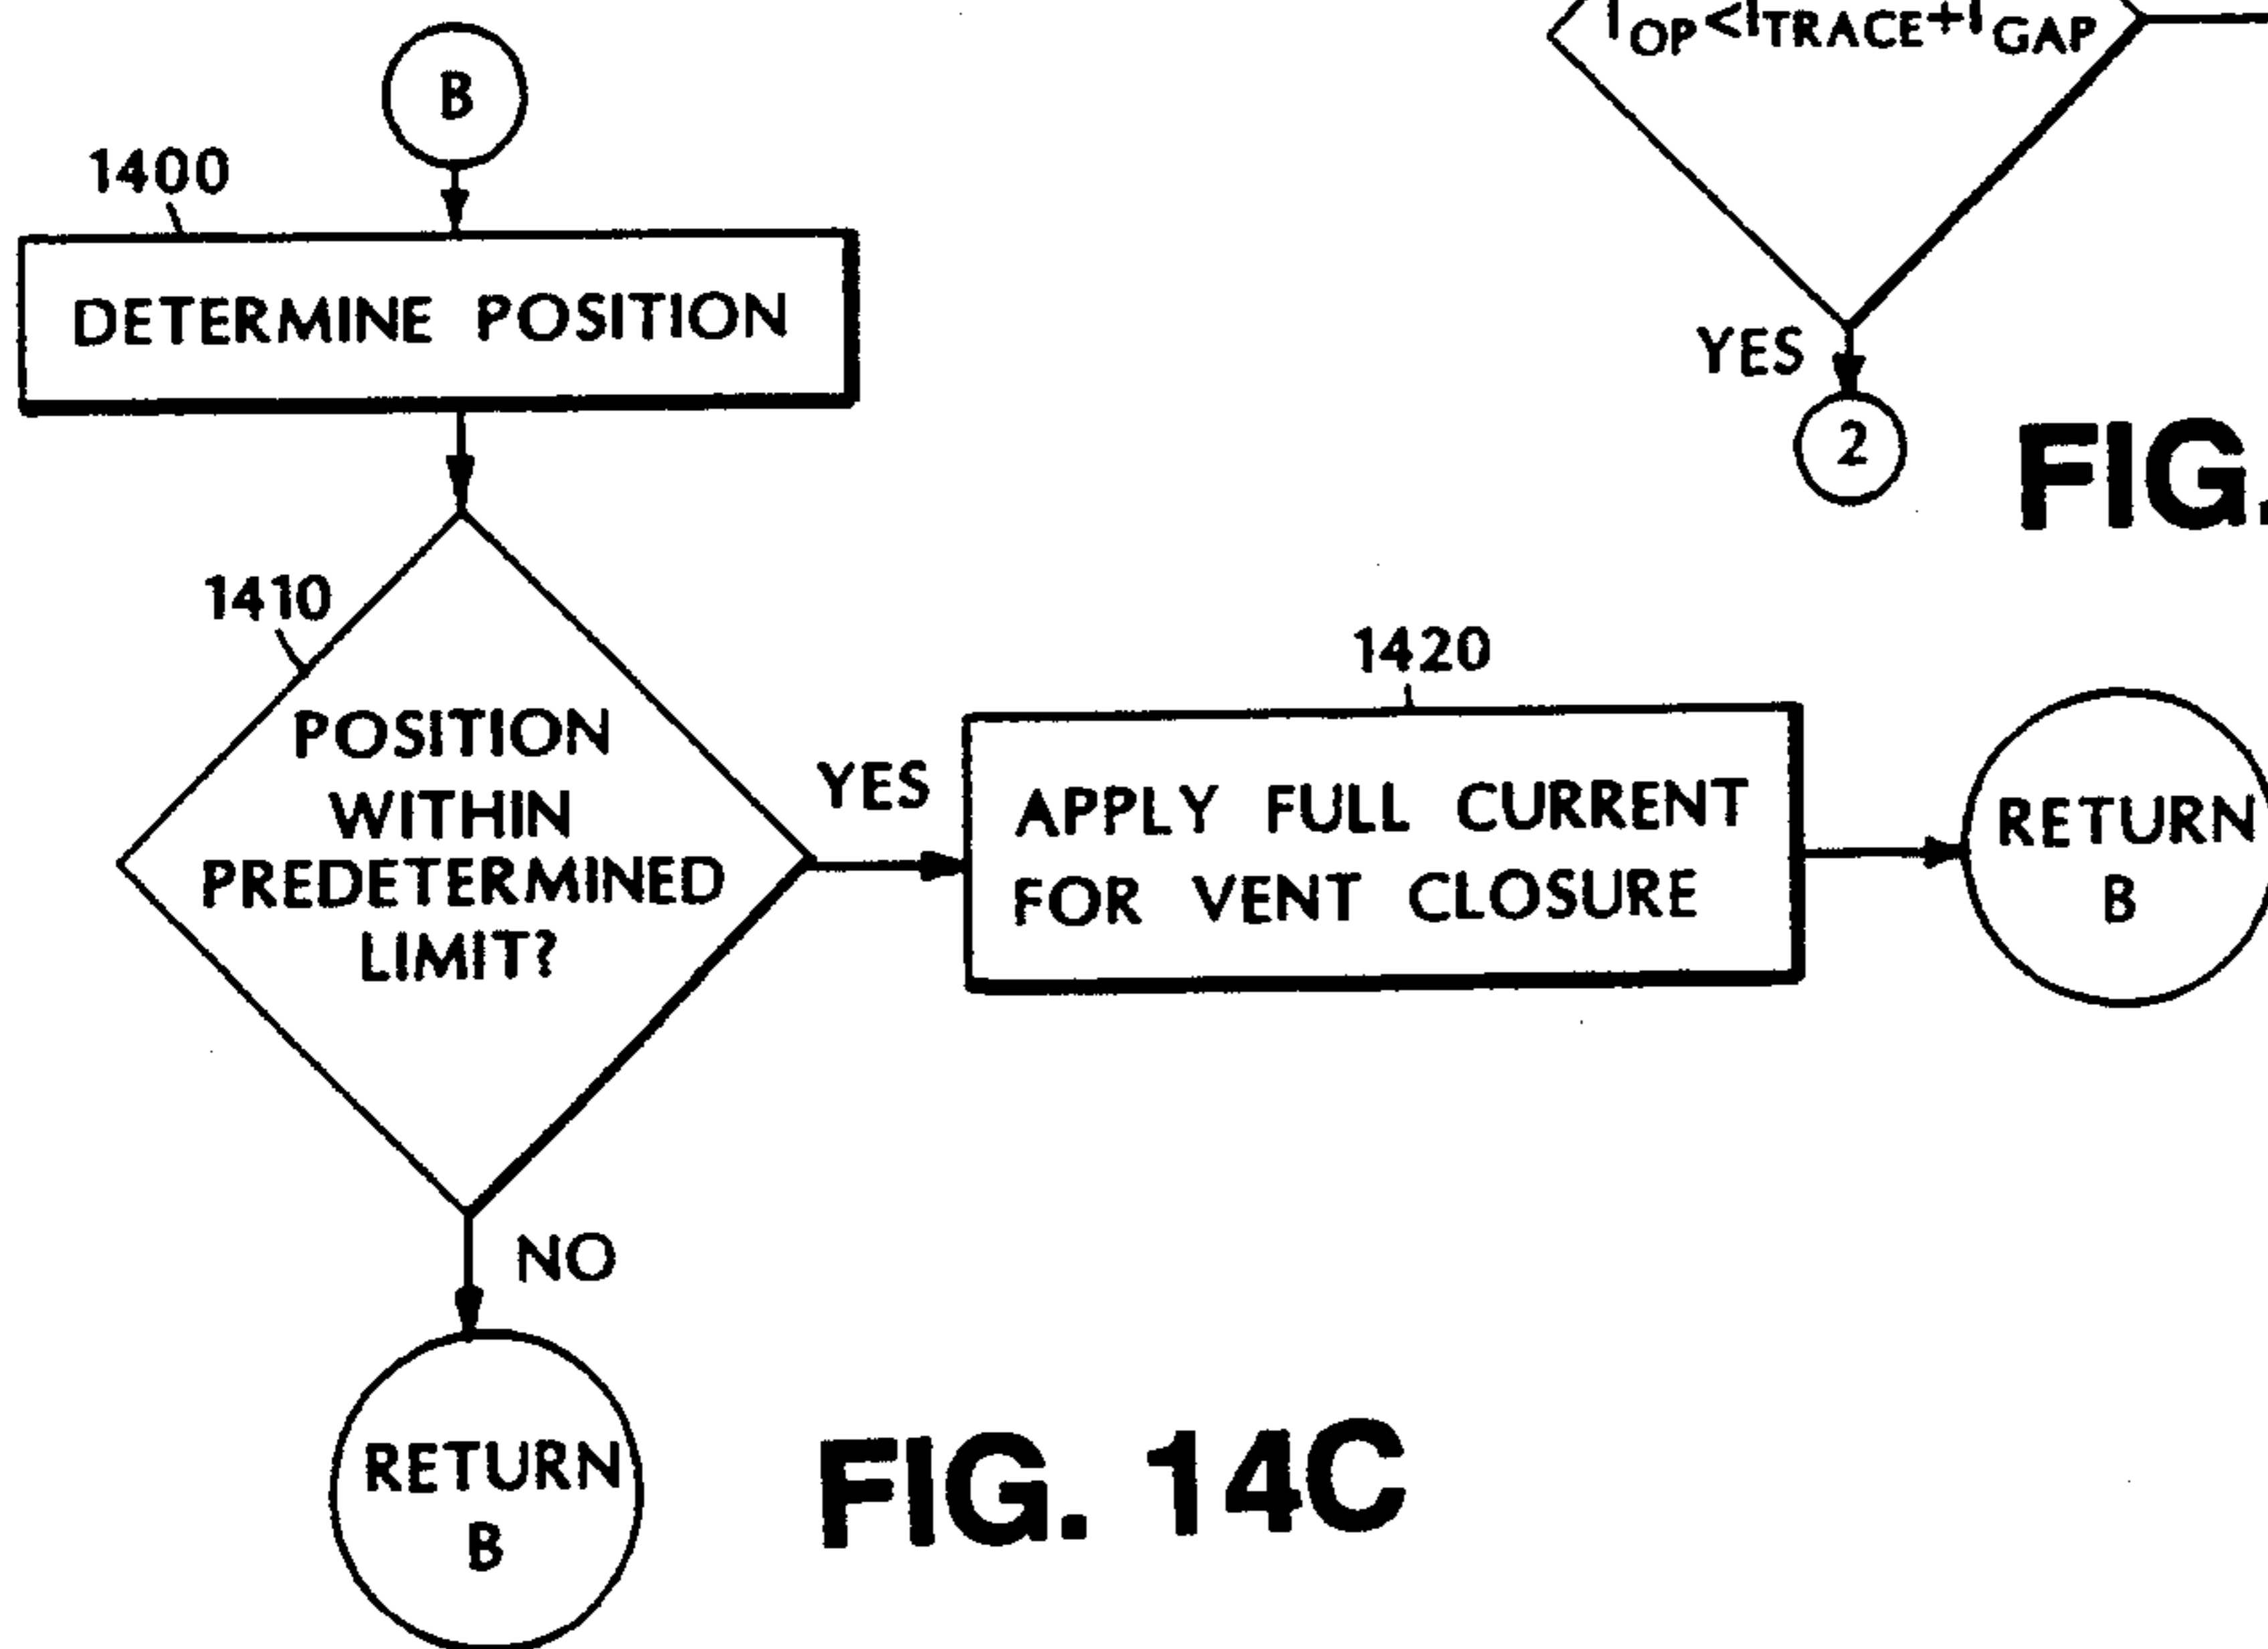 B
1400
DETERMINE POSITION
1410
POSITION
WITHIN
PREDETERMINED
LIMIT?
YES
1420
APPLY FULL CURRENT
FOR VENT CLOSURE
RETURN
B
NO
RETURN
B
FIG. 14C
OP<ITRACE+IGAP
YES
2
FIG.